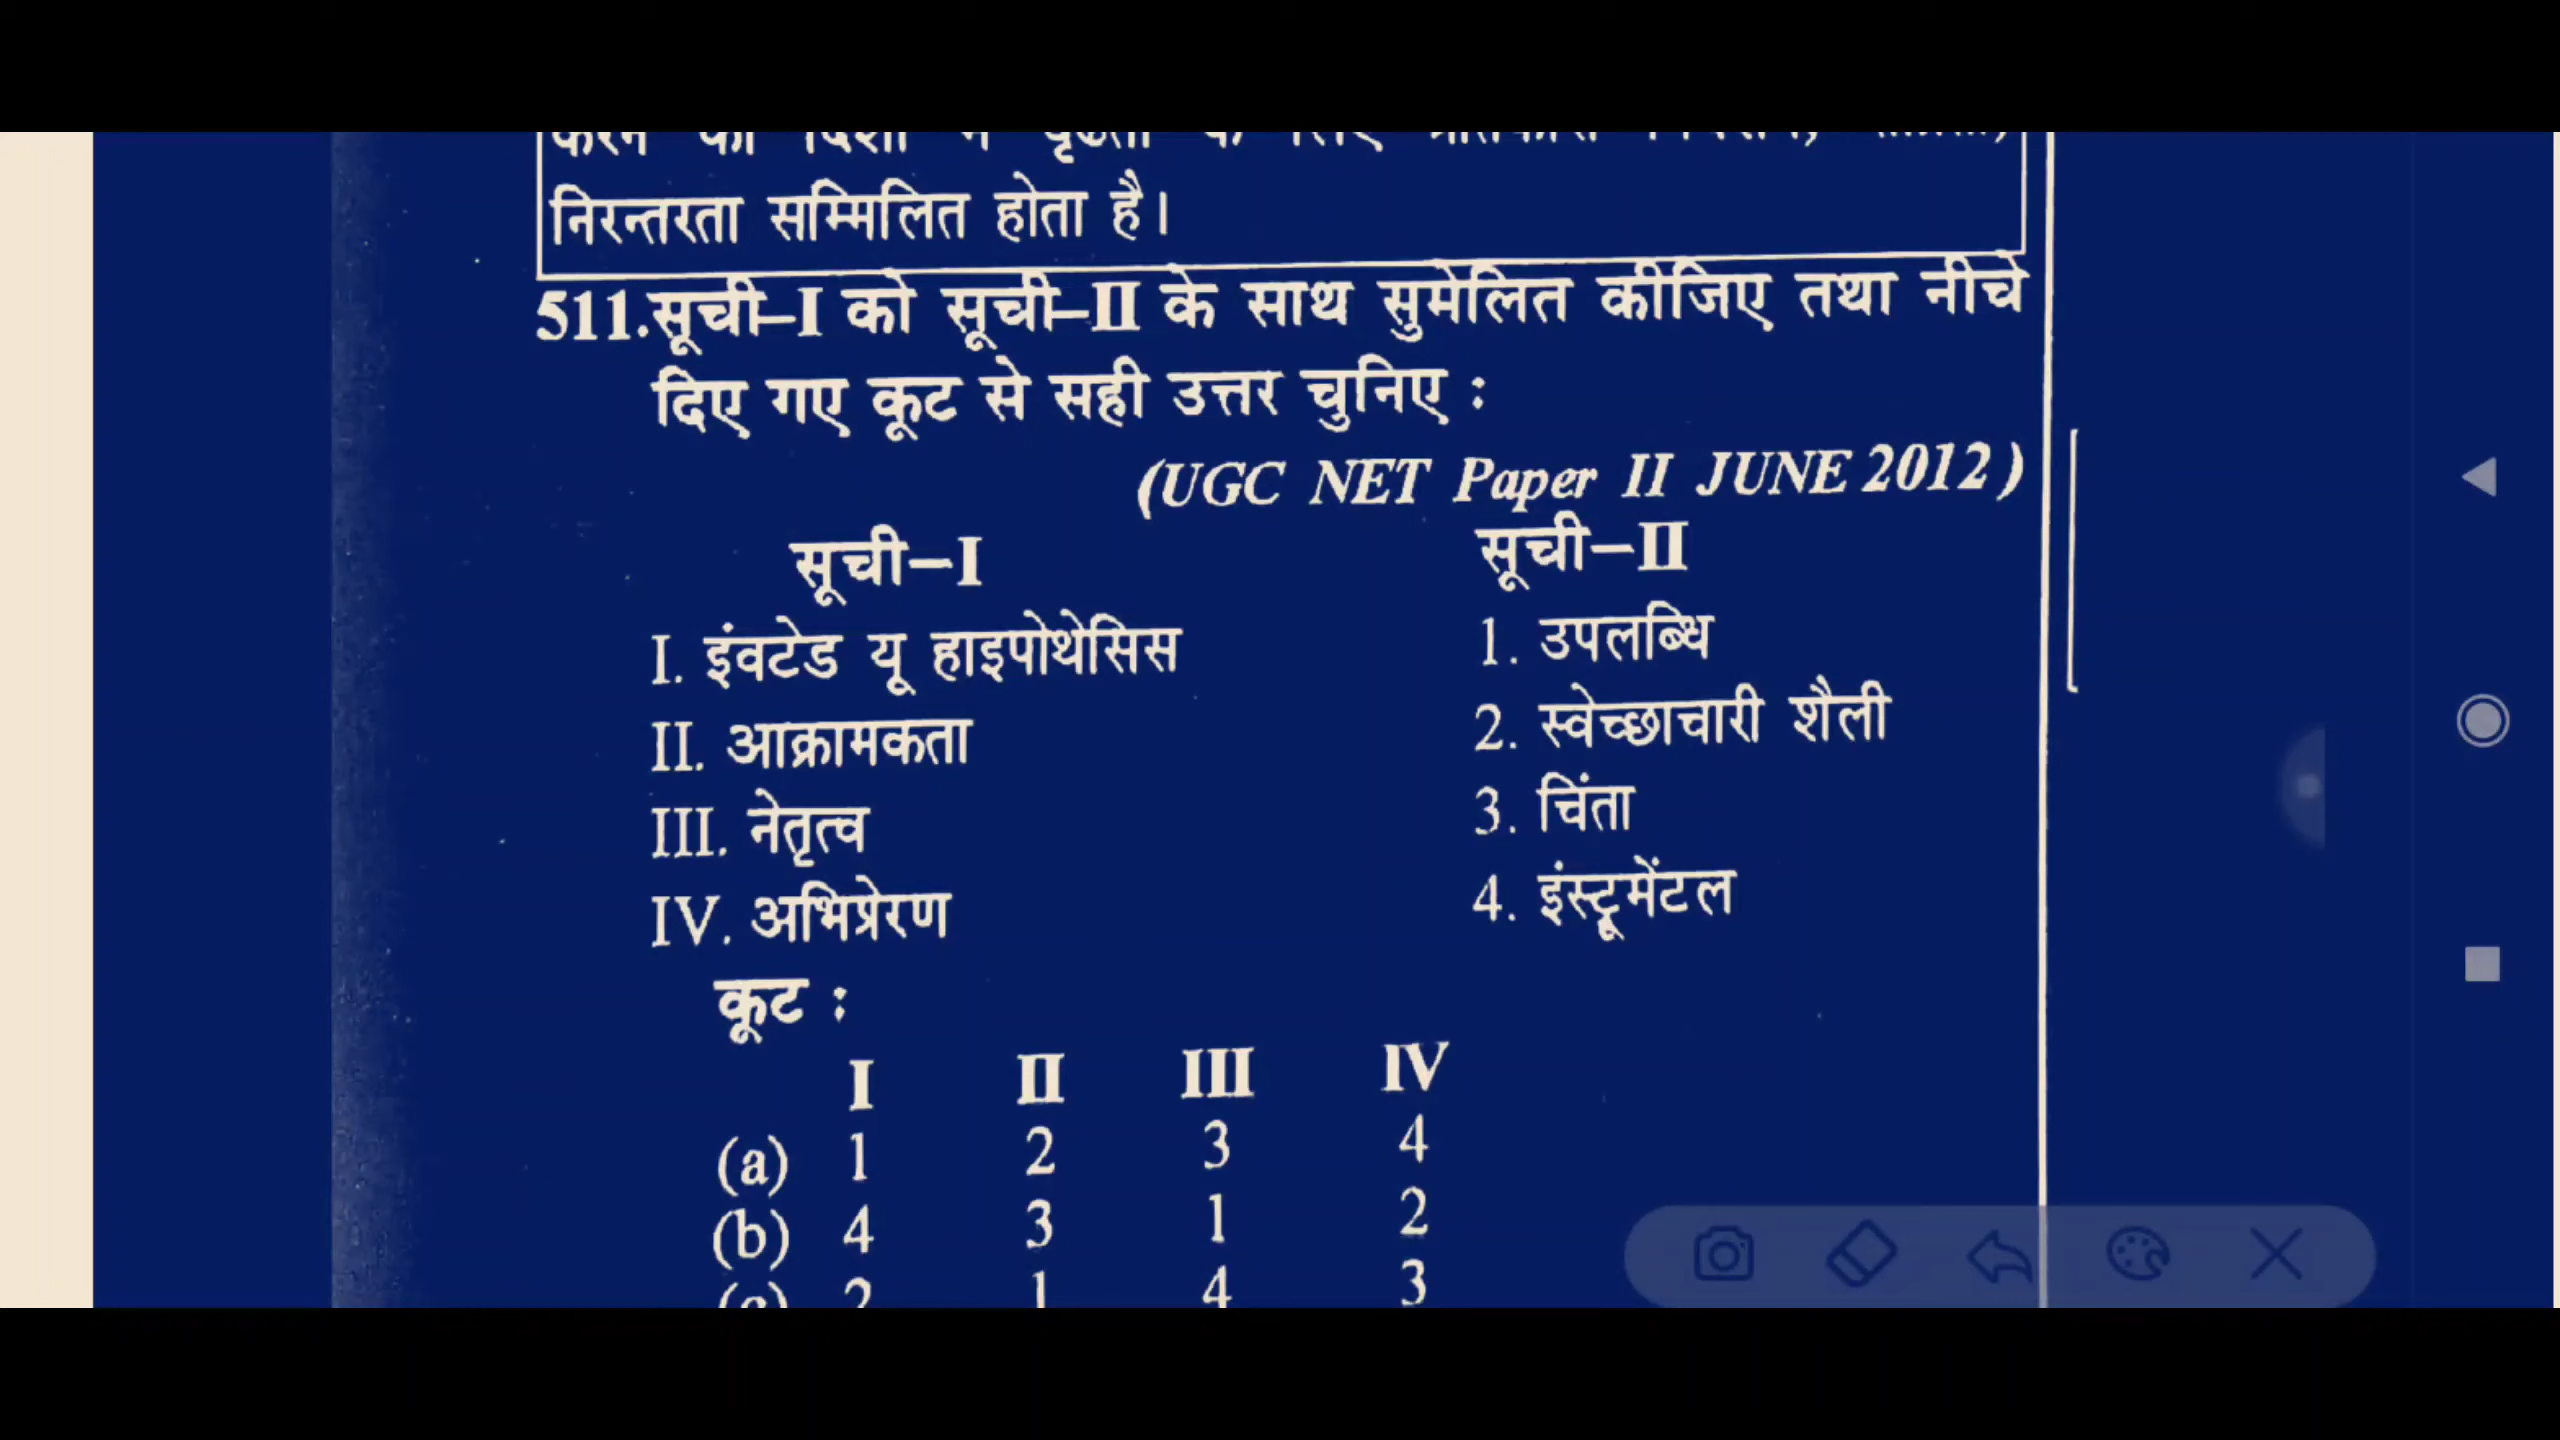 निरन्तरता सम्मिलित होता है।
511.सूची–I को सूची–II के साथ सुमेलित कीजिए तथा नीचे
दिए गए कूट से सही उत्तर चुनिए :
(UGC NET Paper II JUNE 2012)
सूची–I सूची–II
I. इंवटेड यू हाइपोथेसिस 1. उपलब्धि
II. आक्रामकता 2. स्वेच्छाचारी शैली
III. नेतृत्व 3. चिंता
IV. अभिप्रेरण 4. इंस्ट्रूमेंटल
कूट :
I II III IV
(a) 1 2 3 4
(b) 4 3 1 2
(c) 2 1 4 3